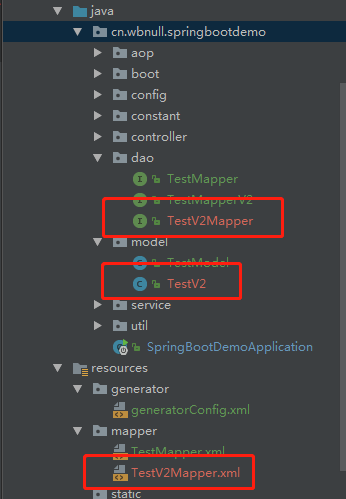 java
cn.wbnull.springbootdemo
aop
boot
config
constant
controller
dao
TestMapper
TestMapperV2
TestV2Mapper
model
TestModel
TestV2
service
util
SpringBootDemoApplication
resources
generator
generatorConfig.xml
mapper
TestMapper.xml
TestV2Mapper.xml
static